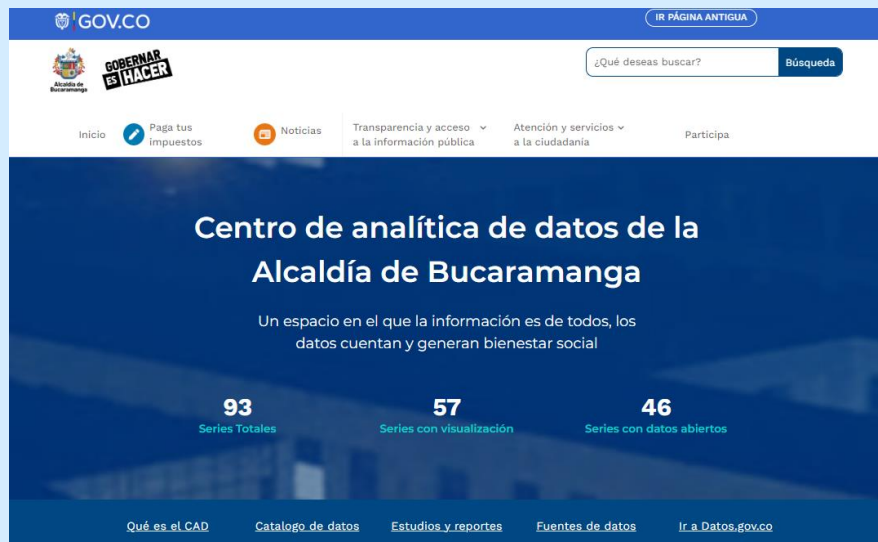 GOV.CO
IR PÁGINA ANTIGUA
Alcaldía de
Bucaramanga
GOBERNAR
ES HACER
¿Qué deseas buscar?
Búsqueda
Inicio
Paga tus
impuestos
Noticias
Transparencia y acceso
a la información pública
Atención y servicios
a la ciudadanía
Participa
Centro de analítica de datos de la
Alcaldía de Bucaramanga
Un espacio en el que la información es de todos, los
datos cuentan y generan bienestar social
93
Series Totales
57
Series con visualización
46
Series con datos abiertos
Qué es el CAD
Catalogo de datos
Estudios y reportes
Fuentes de datos
Ir a Datos.gov.co